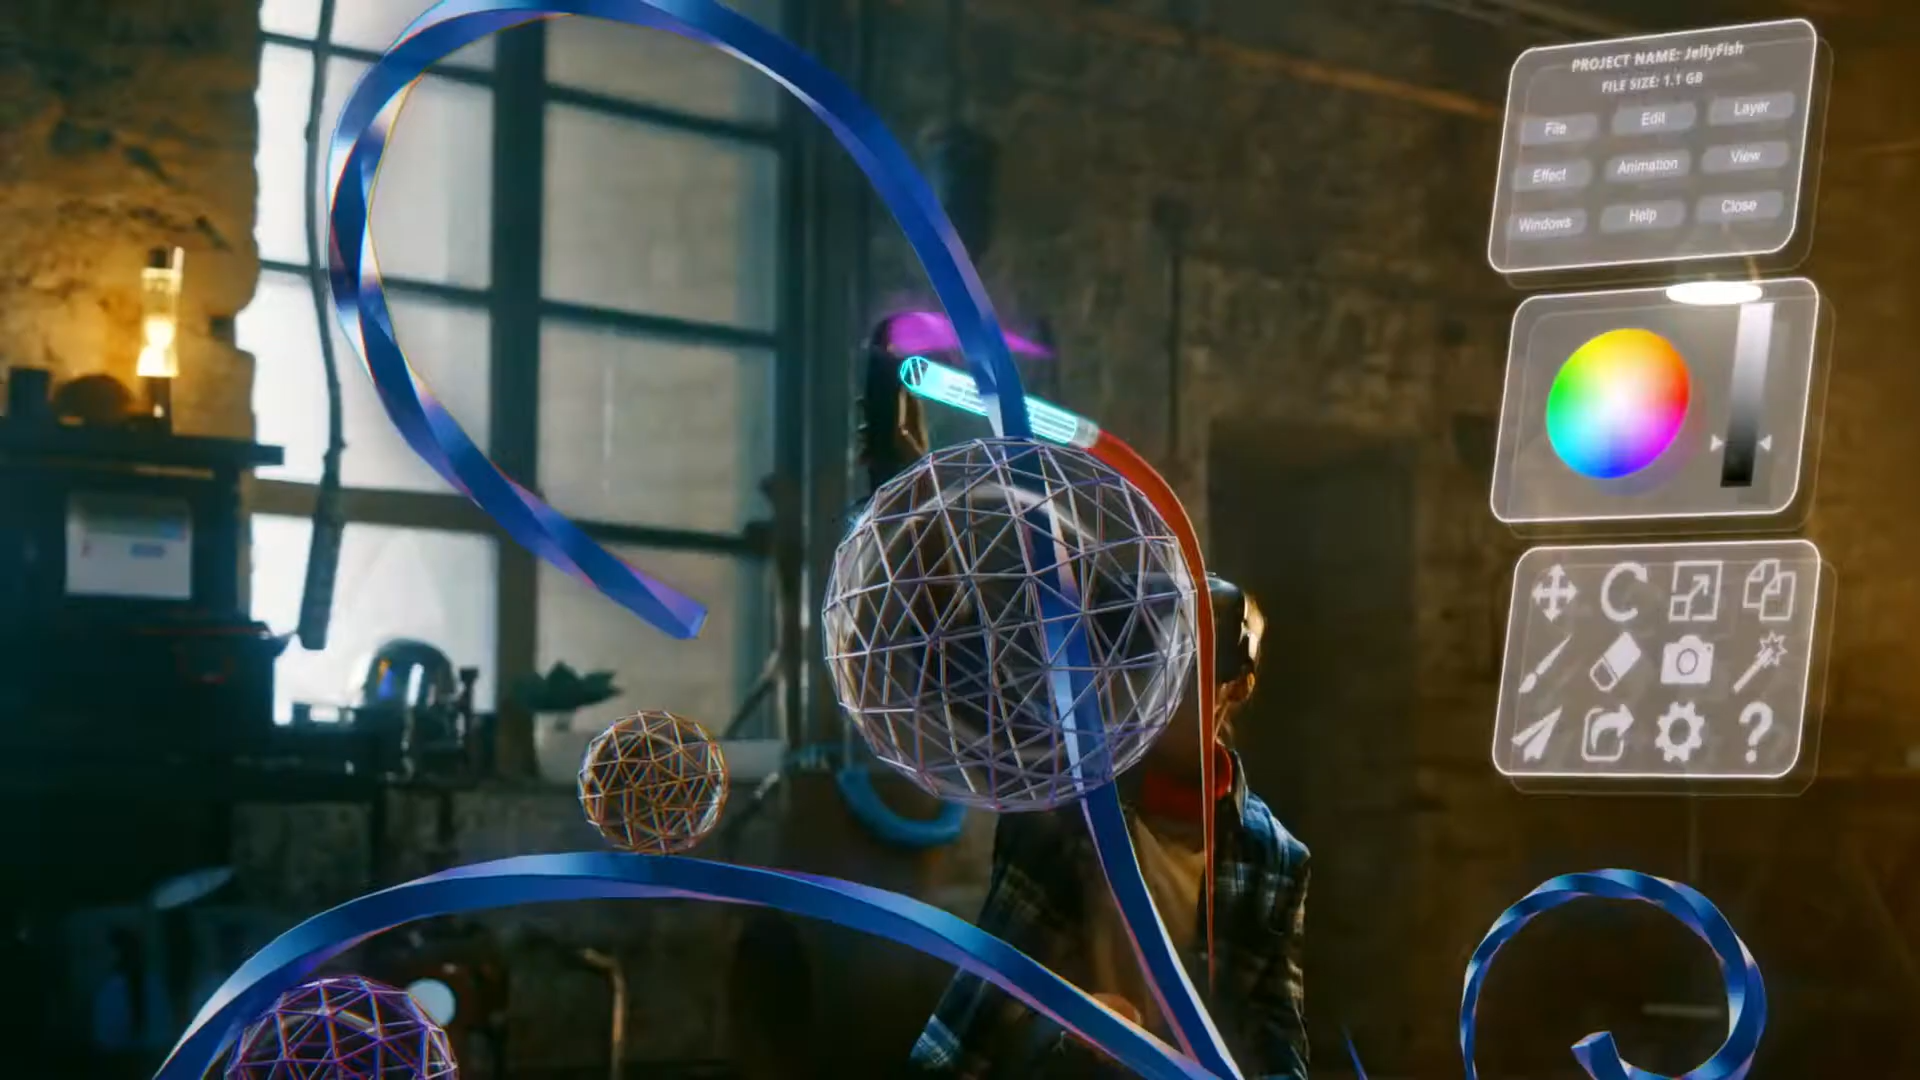 PROJECT NAME: JellyFish
FILE SIZE: 1.1 GB
File Edit Layer
Effect Animation View
Windows Help Close
?